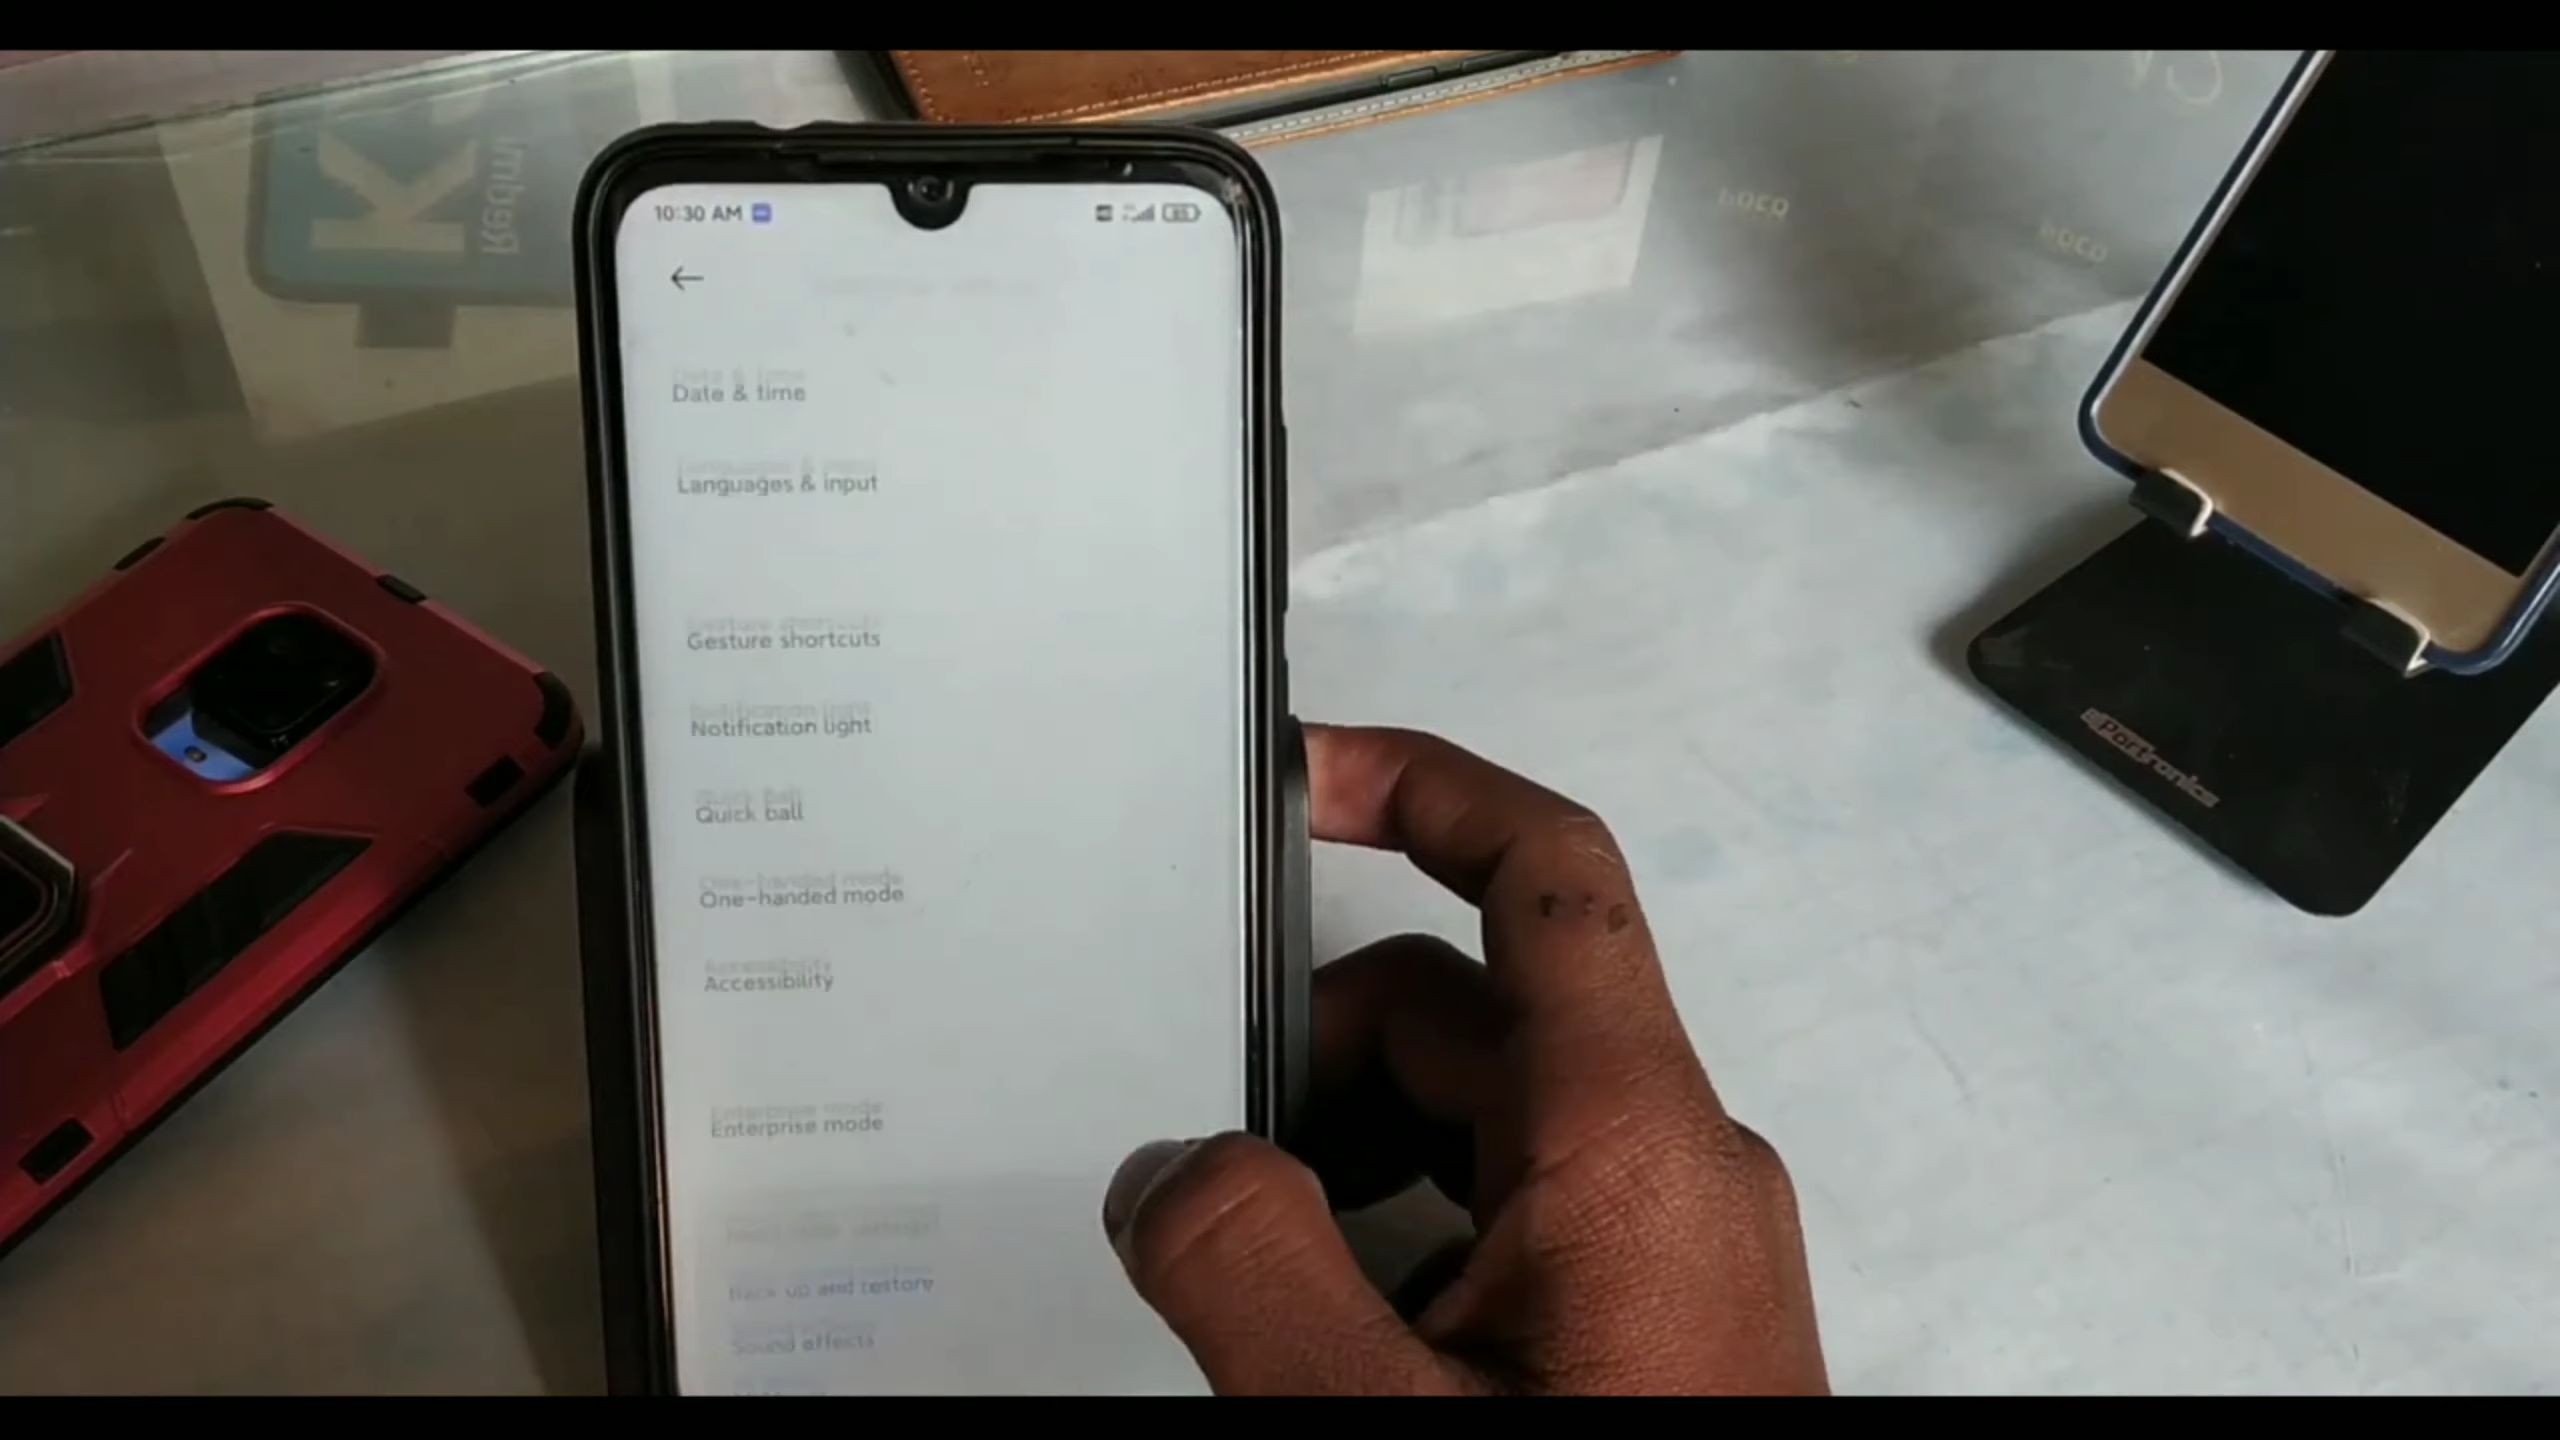 10:30 AM
Date & time
Languages & input
Gesture shortcuts
Notification light
Quick ball
One-handed mode
Accessibility
Enterprise mode
Back up and restore
Sound effects
Redmi
K
poco
poco
Portronics